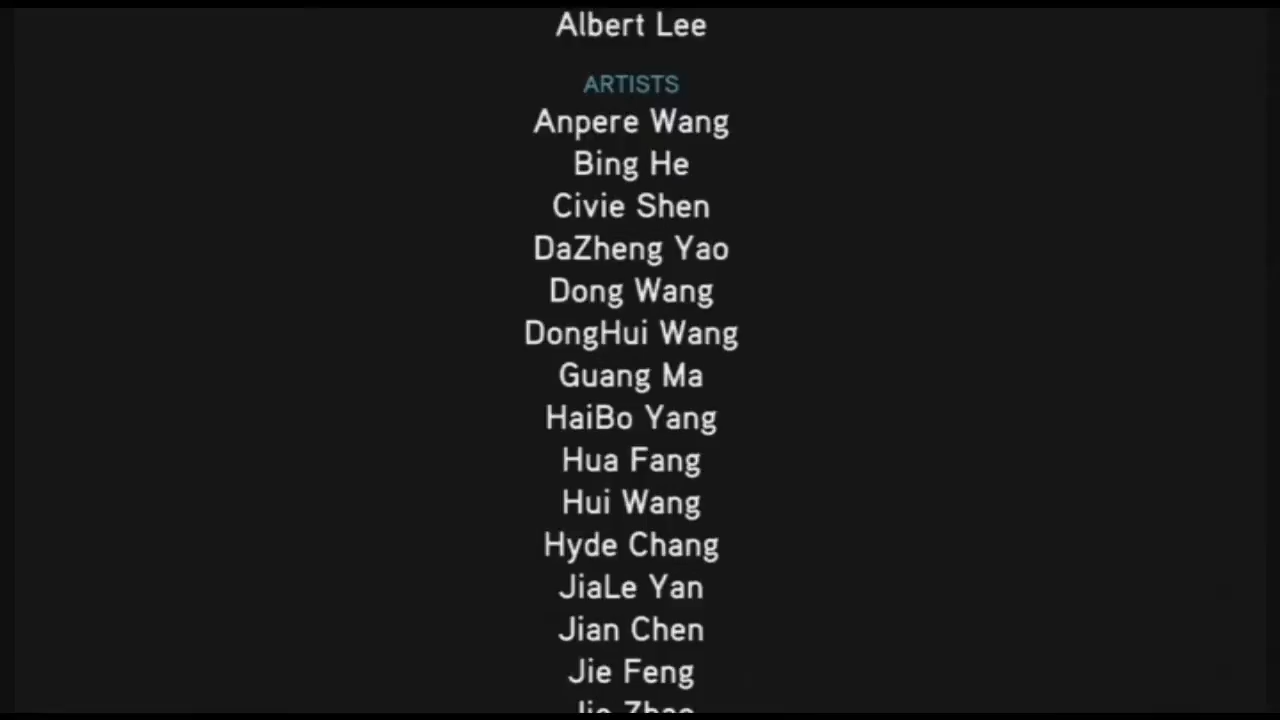 Albert Lee
ARTISTS
Anpere Wang
Bing He
Civie Shen
DaZheng Yao
Dong Wang
DongHui Wang
Guang Ma
HaiBo Yang
Hua Fang
Hui Wang
Hyde Chang
JiaLe Yan
Jian Chen
Jie Feng